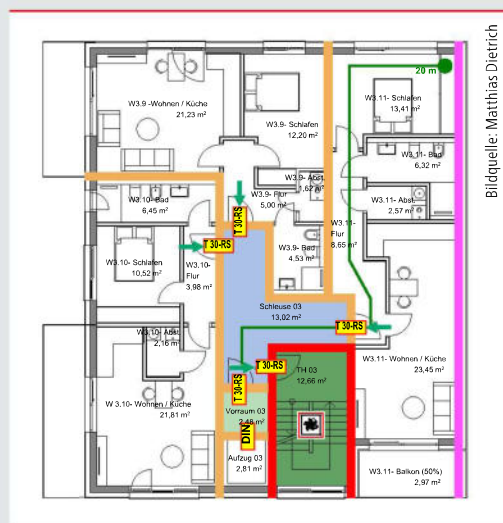 Bildquelle: Matthias Dietrich
20 m
W3.9 -Wohnen / Küche
21,23 m²
W3.9- Schlafen
12,20 m²
W3.11- Schlafen
13,41 m²
W3.11- Bad
6,32 m²
W3.9- Abst.
1,62 m²
W3.11- Abst.
2,57 m²
W3.10- Bad
6,45 m²
W3.9- Flur
5,00 m²
T 30-RS
W3.11-
Flur
8,65 m²
T 30-RS
W3.9- Bad
4,53 m²
W3.10- Schlafen
10,52 m²
W3.10-
Flur
3,98 m²
Schleuse 03
13,02 m²
T 30-RS
W3.10- Abst.
2,16 m²
W3.11- Wohnen / Küche
23,45 m²
T 30-RS
TH 03
12,66 m²
T 30-RS
W 3.10- Wohnen / Küche
21,81 m²
Vorraum 03
2,48 m²
DIN
Aufzug 03
2,81 m²
W3.11- Balkon (50%)
2,97 m²